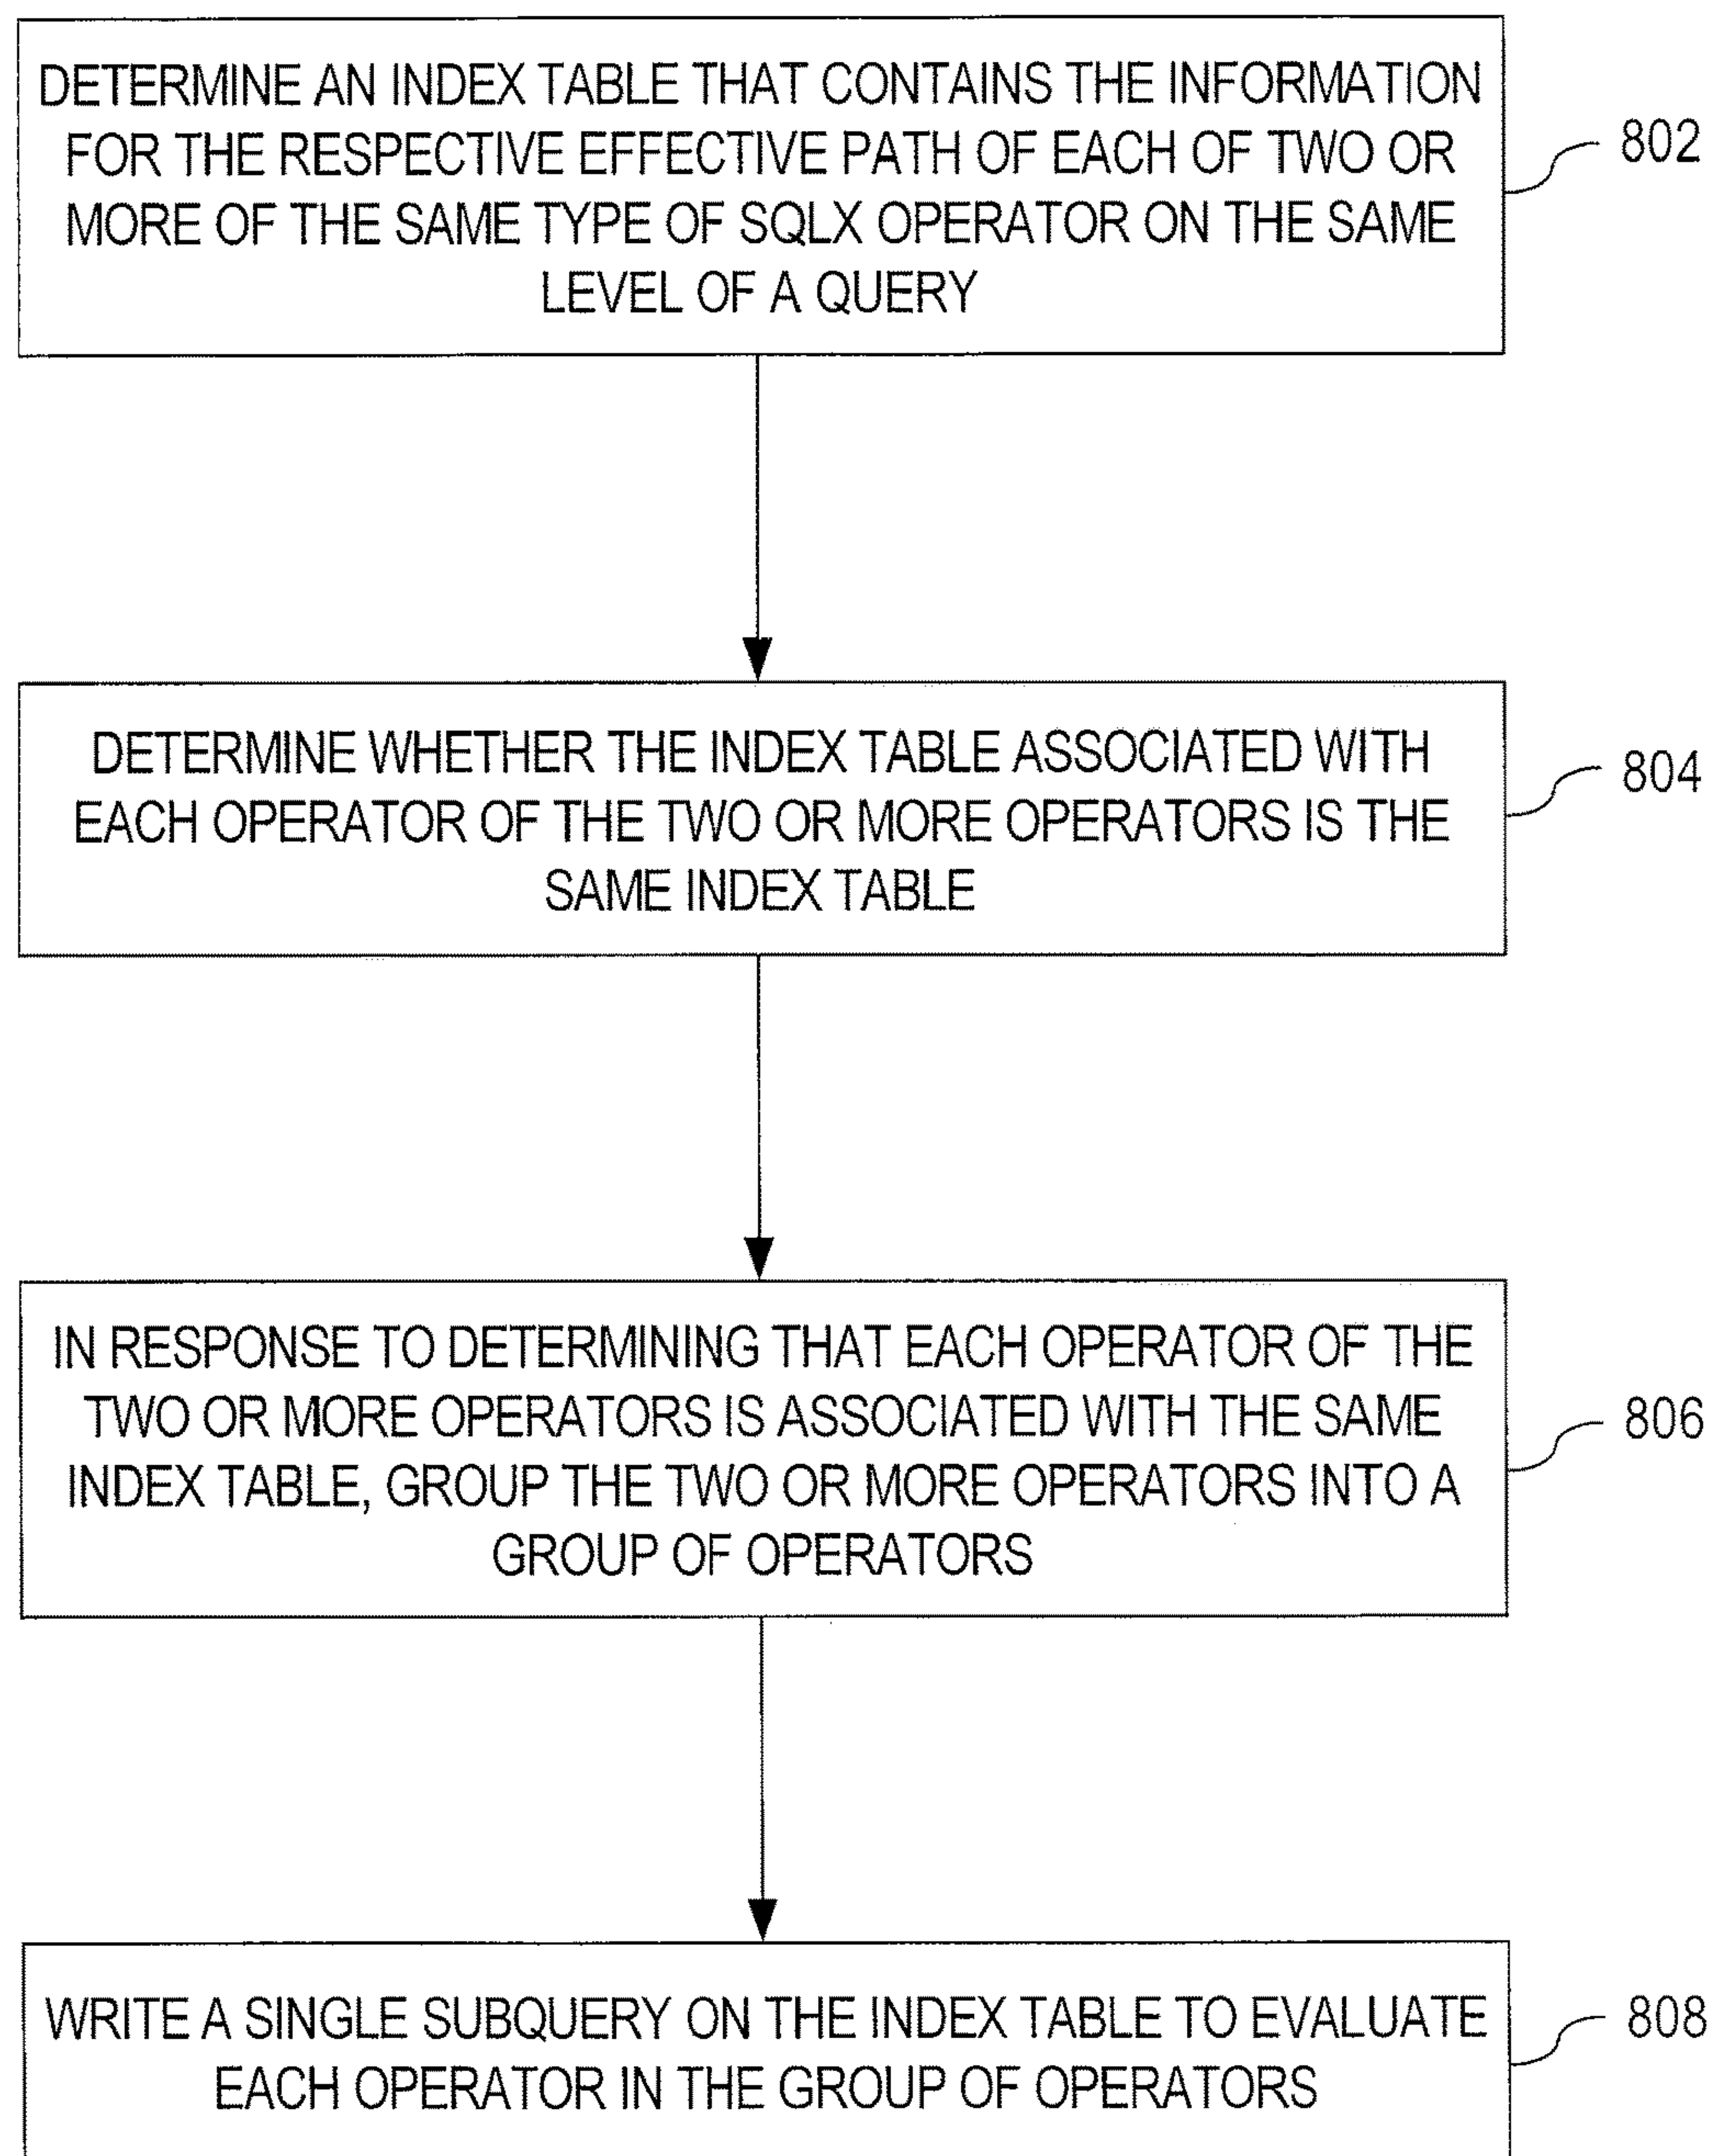 DETERMINE AN INDEX TABLE THAT CONTAINS THE INFORMATION
FOR THE RESPECTIVE EFFECTIVE PATH OF EACH OF TWO OR
MORE OF THE SAME TYPE OF SQLX OPERATOR ON THE SAME
LEVEL OF A QUERY
802
DETERMINE WHETHER THE INDEX TABLE ASSOCIATED WITH
EACH OPERATOR OF THE TWO OR MORE OPERATORS IS THE
SAME INDEX TABLE
804
IN RESPONSE TO DETERMINING THAT EACH OPERATOR OF THE
TWO OR MORE OPERATORS IS ASSOCIATED WITH THE SAME
INDEX TABLE, GROUP THE TWO OR MORE OPERATORS INTO A
GROUP OF OPERATORS
806
WRITE A SINGLE SUBQUERY ON THE INDEX TABLE TO EVALUATE
EACH OPERATOR IN THE GROUP OF OPERATORS
808